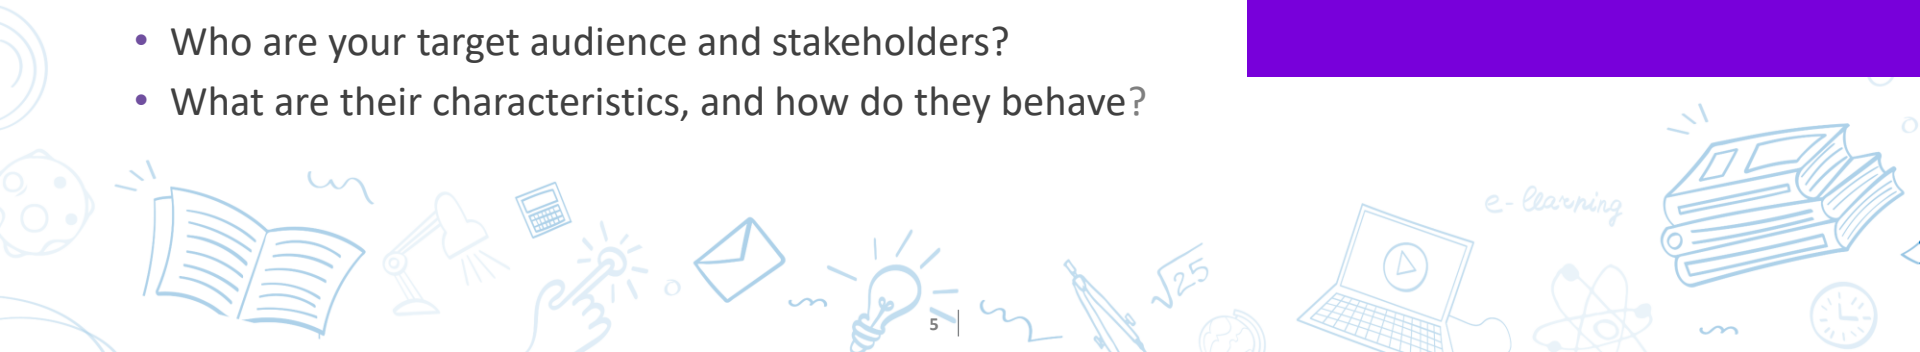 • Who are your target audience and stakeholders?
• What are their characteristics, and how do they behave?
e-learning
√25
5